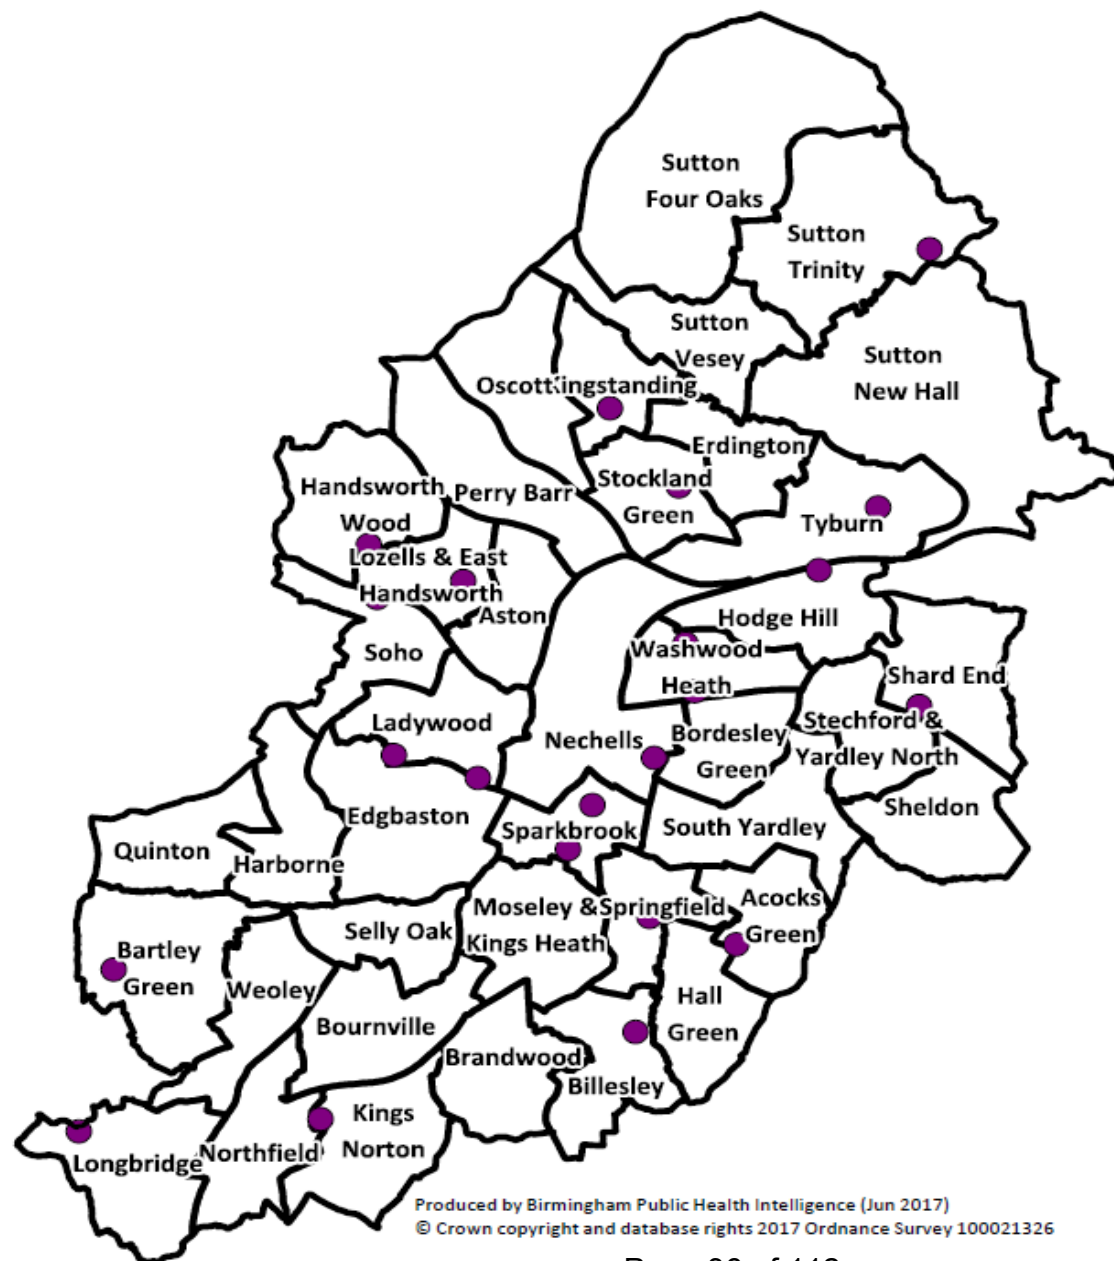 Sutton
Four Oaks
Sutton
Trinity
Sutton
Vesey
Sutton
New Hall
Oscott
Kingstanding
Erdington
Handsworth
Wood
Perry Barr
Stockland
Green
Tyburn
Lozells & East
Handsworth
Aston
Hodge Hill
Soho
Washwood
Heath
Shard End
Ladywood
Nechells
Bordesley
Green
Stechford &
Yardley North
Sheldon
Edgbaston
Sparkbrook
South Yardley
Quinton
Harborne
Selly Oak
Moseley &
Kings Heath
Springfield
Acocks
Green
Bartley
Green
Weoley
Bournville
Hall
Green
Brandwood
Billesley
Kings
Norton
Longbridge
Northfield
Produced by Birmingham Public Health Intelligence (Jun 2017)
© Crown copyright and database rights 2017 Ordnance Survey 100021326